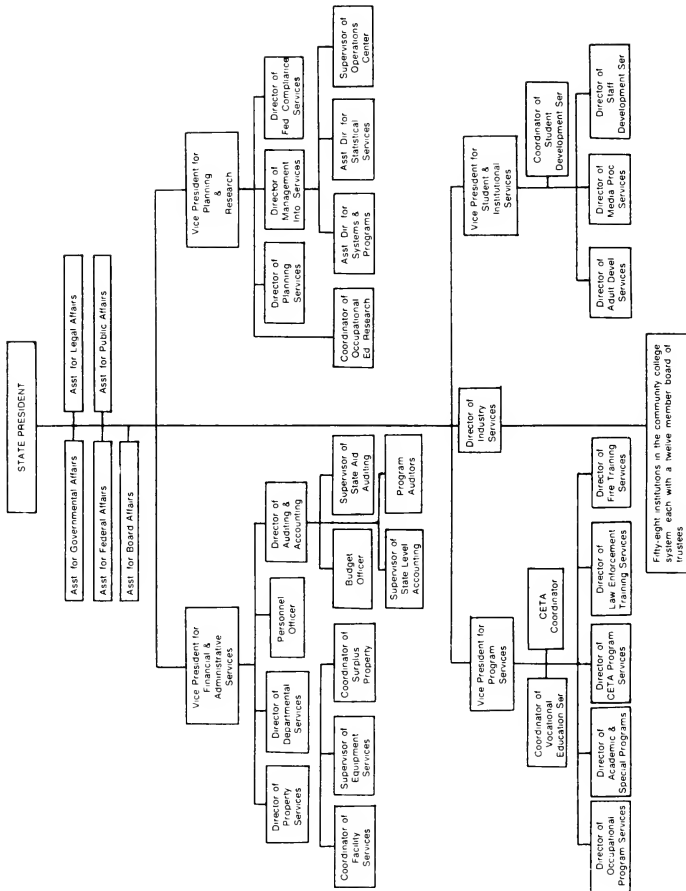 STATE PRESIDENT
Asst for Governmental Affairs
Asst for Legal Affairs
Asst for Federal Affairs
Asst for Public Affairs
Asst for Board Affairs
Vice President for
Financial &
Administrative
Services
Vice President for
Planning
&
Research
Director of
Property
Services
Director of
Departmental
Services
Personnel
Officer
Director of
Auditing &
Accounting
Director of
Planning
Services
Director of
Management
Info Services
Director of
Fed Compliance
Services
Coordinator of
Facility
Services
Supervisor of
Equipment
Services
Coordinator of
Surplus
Property
Budget
Officer
Supervisor of
State Aid
Auditing
Supervisor of
State Level
Accounting
Program
Auditors
Coordinator of
Occupational
Ed Research
Asst Dir for
Systems &
Programs
Asst Dir for
Statistical
Services
Supervisor of
Operations
Center
Vice President for
Program
Services
Director of
Industry
Services
Vice President for
Student &
Institutional
Services
Coordinator of
Vocational
Education Ser
CETA
Coordinator
Coordinator of
Student
Development Ser
Director of
Occupational
Program Services
Director of
Academic &
Special Programs
Director of
CETA Program
Services
Director of
Law Enforcement
Training Services
Director of
Fire Training
Services
Director of
Adult Devel
Services
Director of
Media Proc
Services
Director of
Staff
Development Ser
Fifty-eight institutions in the community college
system each with a twelve member board of
trustees